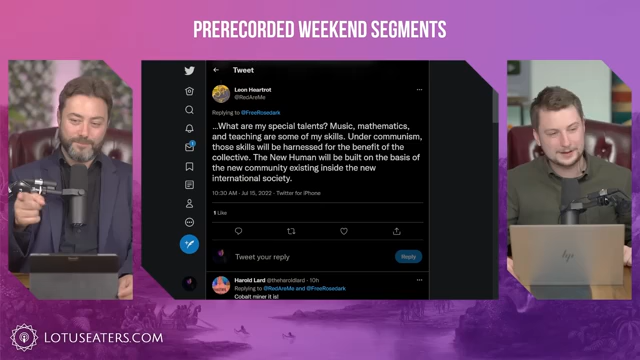 PRERECORDED WEEKEND SEGMENTS
Tweet
Leon Heartrot
@RedAreMe
Replying to @FreeRosedark
...What are my special talents? Music, mathematics,
and teaching are some of my skills. Under communism,
those skills will be harnessed for the benefit of the
collective. The New Human will be built on the basis of
the new community existing inside the new
international society.
10:30 AM · Jul 15, 2022 · Twitter for iPhone
1 Like
Tweet your reply
Reply
Harold Lard @theharoldlard · 10h
Replying to @RedAreMe and @FreeRosedark
Cobalt miner it is!
hp
LOTUSEATERS.COM